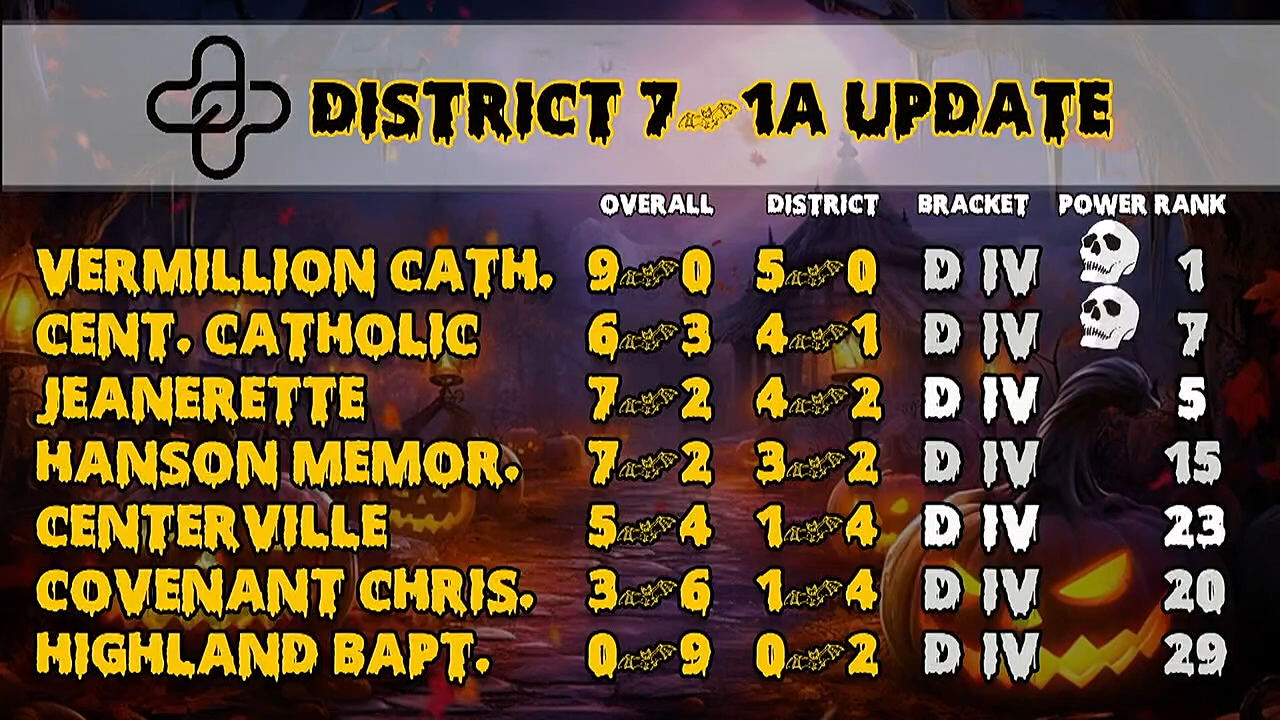 DISTRICT 7-1A UPDATE
OVERALL DISTRICT BRACKET POWER RANK
VERMILLION CATH. 9-0 5-0 D IV 1
CENT. CATHOLIC 6-3 4-1 D IV 7
JEANERETTE 7-2 4-2 D IV 5
HANSON MEMOR. 7-2 3-2 D IV 15
CENTERVILLE 5-4 1-4 D IV 23
COVENANT CHRIS. 3-6 1-4 D IV 20
HIGHLAND BAPT. 0-9 0-2 D IV 29